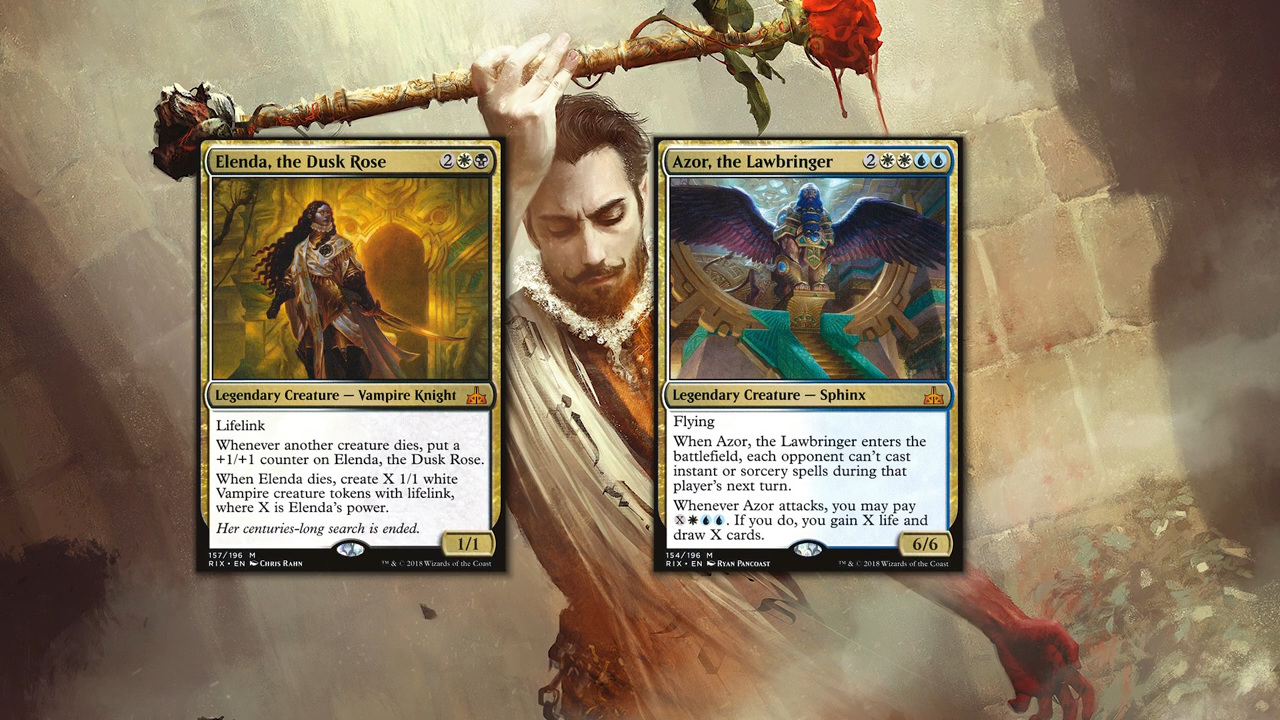 Elenda, the Dusk Rose
2
Legendary Creature — Vampire Knight
Lifelink
Whenever another creature dies, put a
+1/+1 counter on Elenda, the Dusk Rose.
When Elenda dies, create X 1/1 white
Vampire creature tokens with lifelink,
where X is Elenda's power.
Her centuries-long search is ended.
1/1
157/196 M
RIX • EN Chris Rahn
™ & © 2018 Wizards of the Coast
Azor, the Lawbringer
2
Legendary Creature — Sphinx
Flying
When Azor, the Lawbringer enters the
battlefield, each opponent can't cast
instant or sorcery spells during that
player's next turn.
Whenever Azor attacks, you may pay
X. If you do, you gain X life and
draw X cards.
6/6
154/196 M
RIX • EN Ryan Pancoast
™ & © 2018 Wizards of the Coast